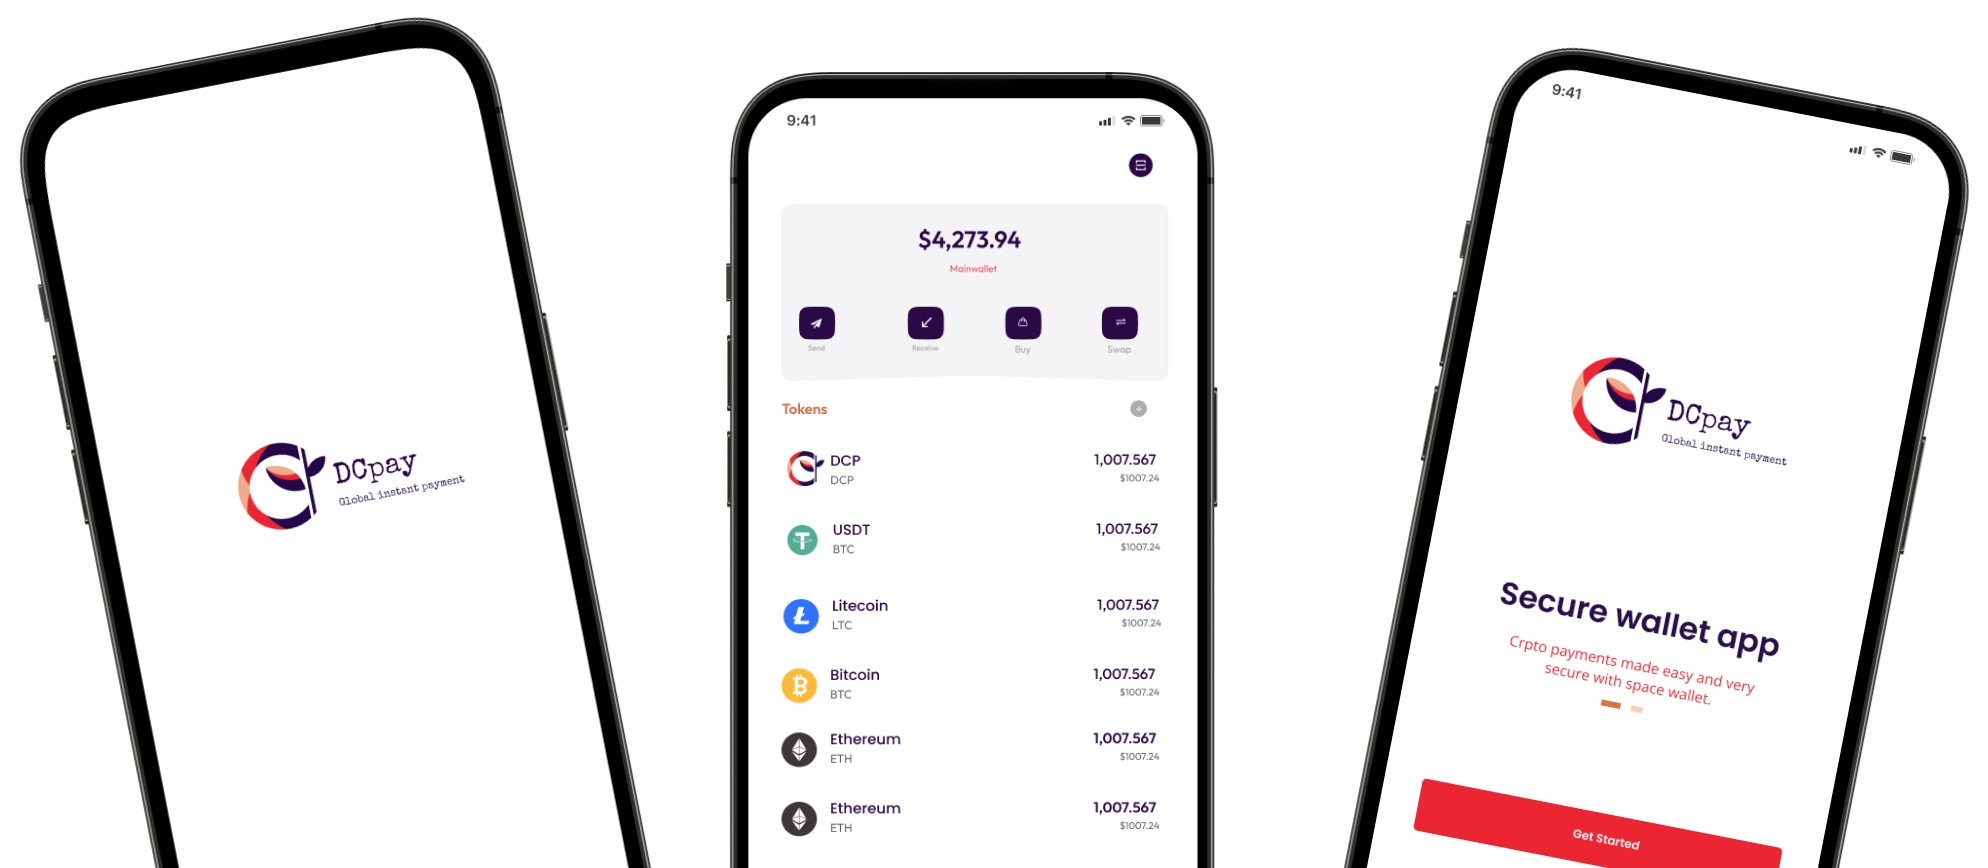 DCpay
Global instant payment
9:41
$4,273.94
Mainwallet
Send
Receive
Buy
Swap
Tokens
DCP
1,007.567
DCP
$1007.24
USDT
1,007.567
BTC
$1007.24
Litecoin
1,007.567
LTC
$1007.24
Bitcoin
1,007.567
BTC
$1007.24
Ethereum
1,007.567
ETH
$1007.24
Ethereum
1,007.567
ETH
$1007.24
9:41
DCpay
Global instant payment
Secure wallet app
Crpto payments made easy and very
secure with space wallet.
Get Started